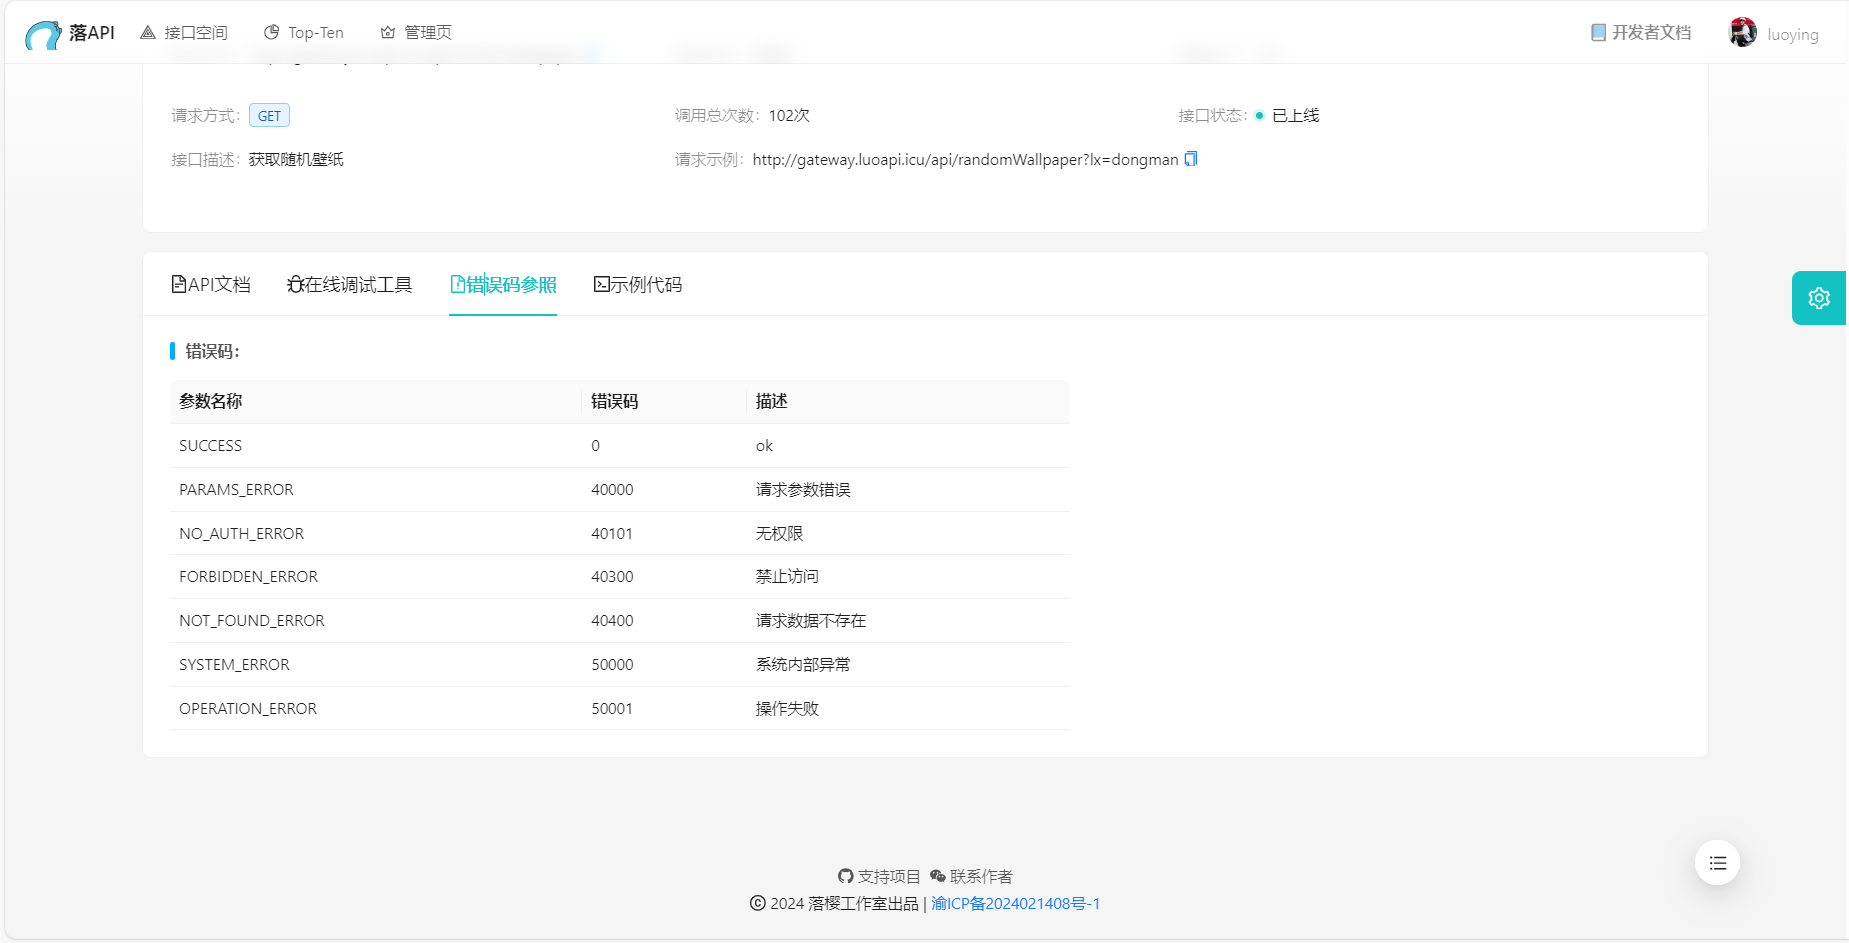 落API 接口空间 Top-Ten 管理页 开发者文档 luoying
请求方式： GET 调用总次数： 102次 接口状态： 已上线
接口描述： 获取随机壁纸 请求示例： http://gateway.luoapi.icu/api/randomWallpaper?lx=dongman
API文档 在线调试工具 错误码参照 示例代码
错误码：
参数名称 错误码 描述
SUCCESS 0 ok
PARAMS_ERROR 40000 请求参数错误
NO_AUTH_ERROR 40101 无权限
FORBIDDEN_ERROR 40300 禁止访问
NOT_FOUND_ERROR 40400 请求数据不存在
SYSTEM_ERROR 50000 系统内部异常
OPERATION_ERROR 50001 操作失败
支持项目 联系作者
© 2024 落樱工作室出品 | 渝ICP备2024021408号-1